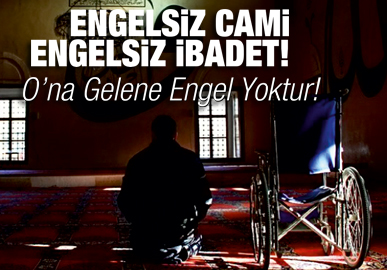 ENGELSİZ CAMİ
ENGELSİZ İBADET!
O'na Gelene Engel Yoktur!